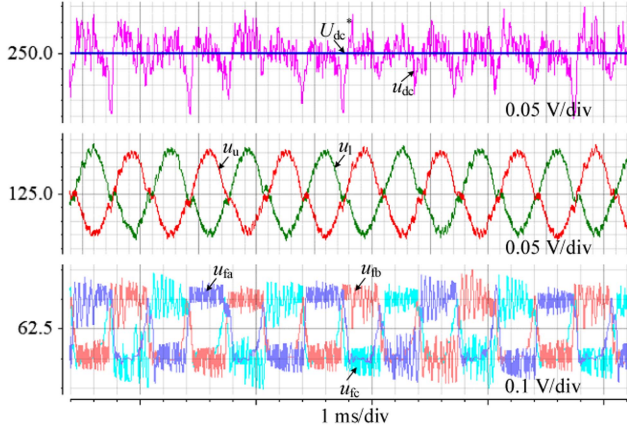 U_dc*
250.0
u_dc
0.05 V/div
u_u
u_l
125.0
0.05 V/div
u_fa
u_fb
62.5
u_fc
0.1 V/div
1 ms/div